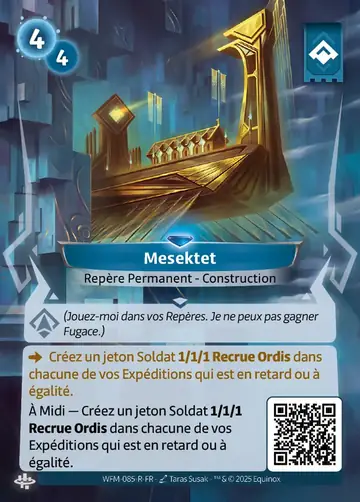 4
4
Mesektet
Repère Permanent - Construction
(Jouez-moi dans vos Repères. Je ne peux pas gagner
Fugace.)
Créez un jeton Soldat 1/1/1 Recrue Ordis dans
chacune de vos Expéditions qui est en retard ou à
égalité.
À Midi — Créez un jeton Soldat 1/1/1
Recrue Ordis dans chacune de vos
Expéditions qui est en retard ou à
égalité.
WFM-085-R-FR - Taras Susak - ™ & © 2025 Equinox